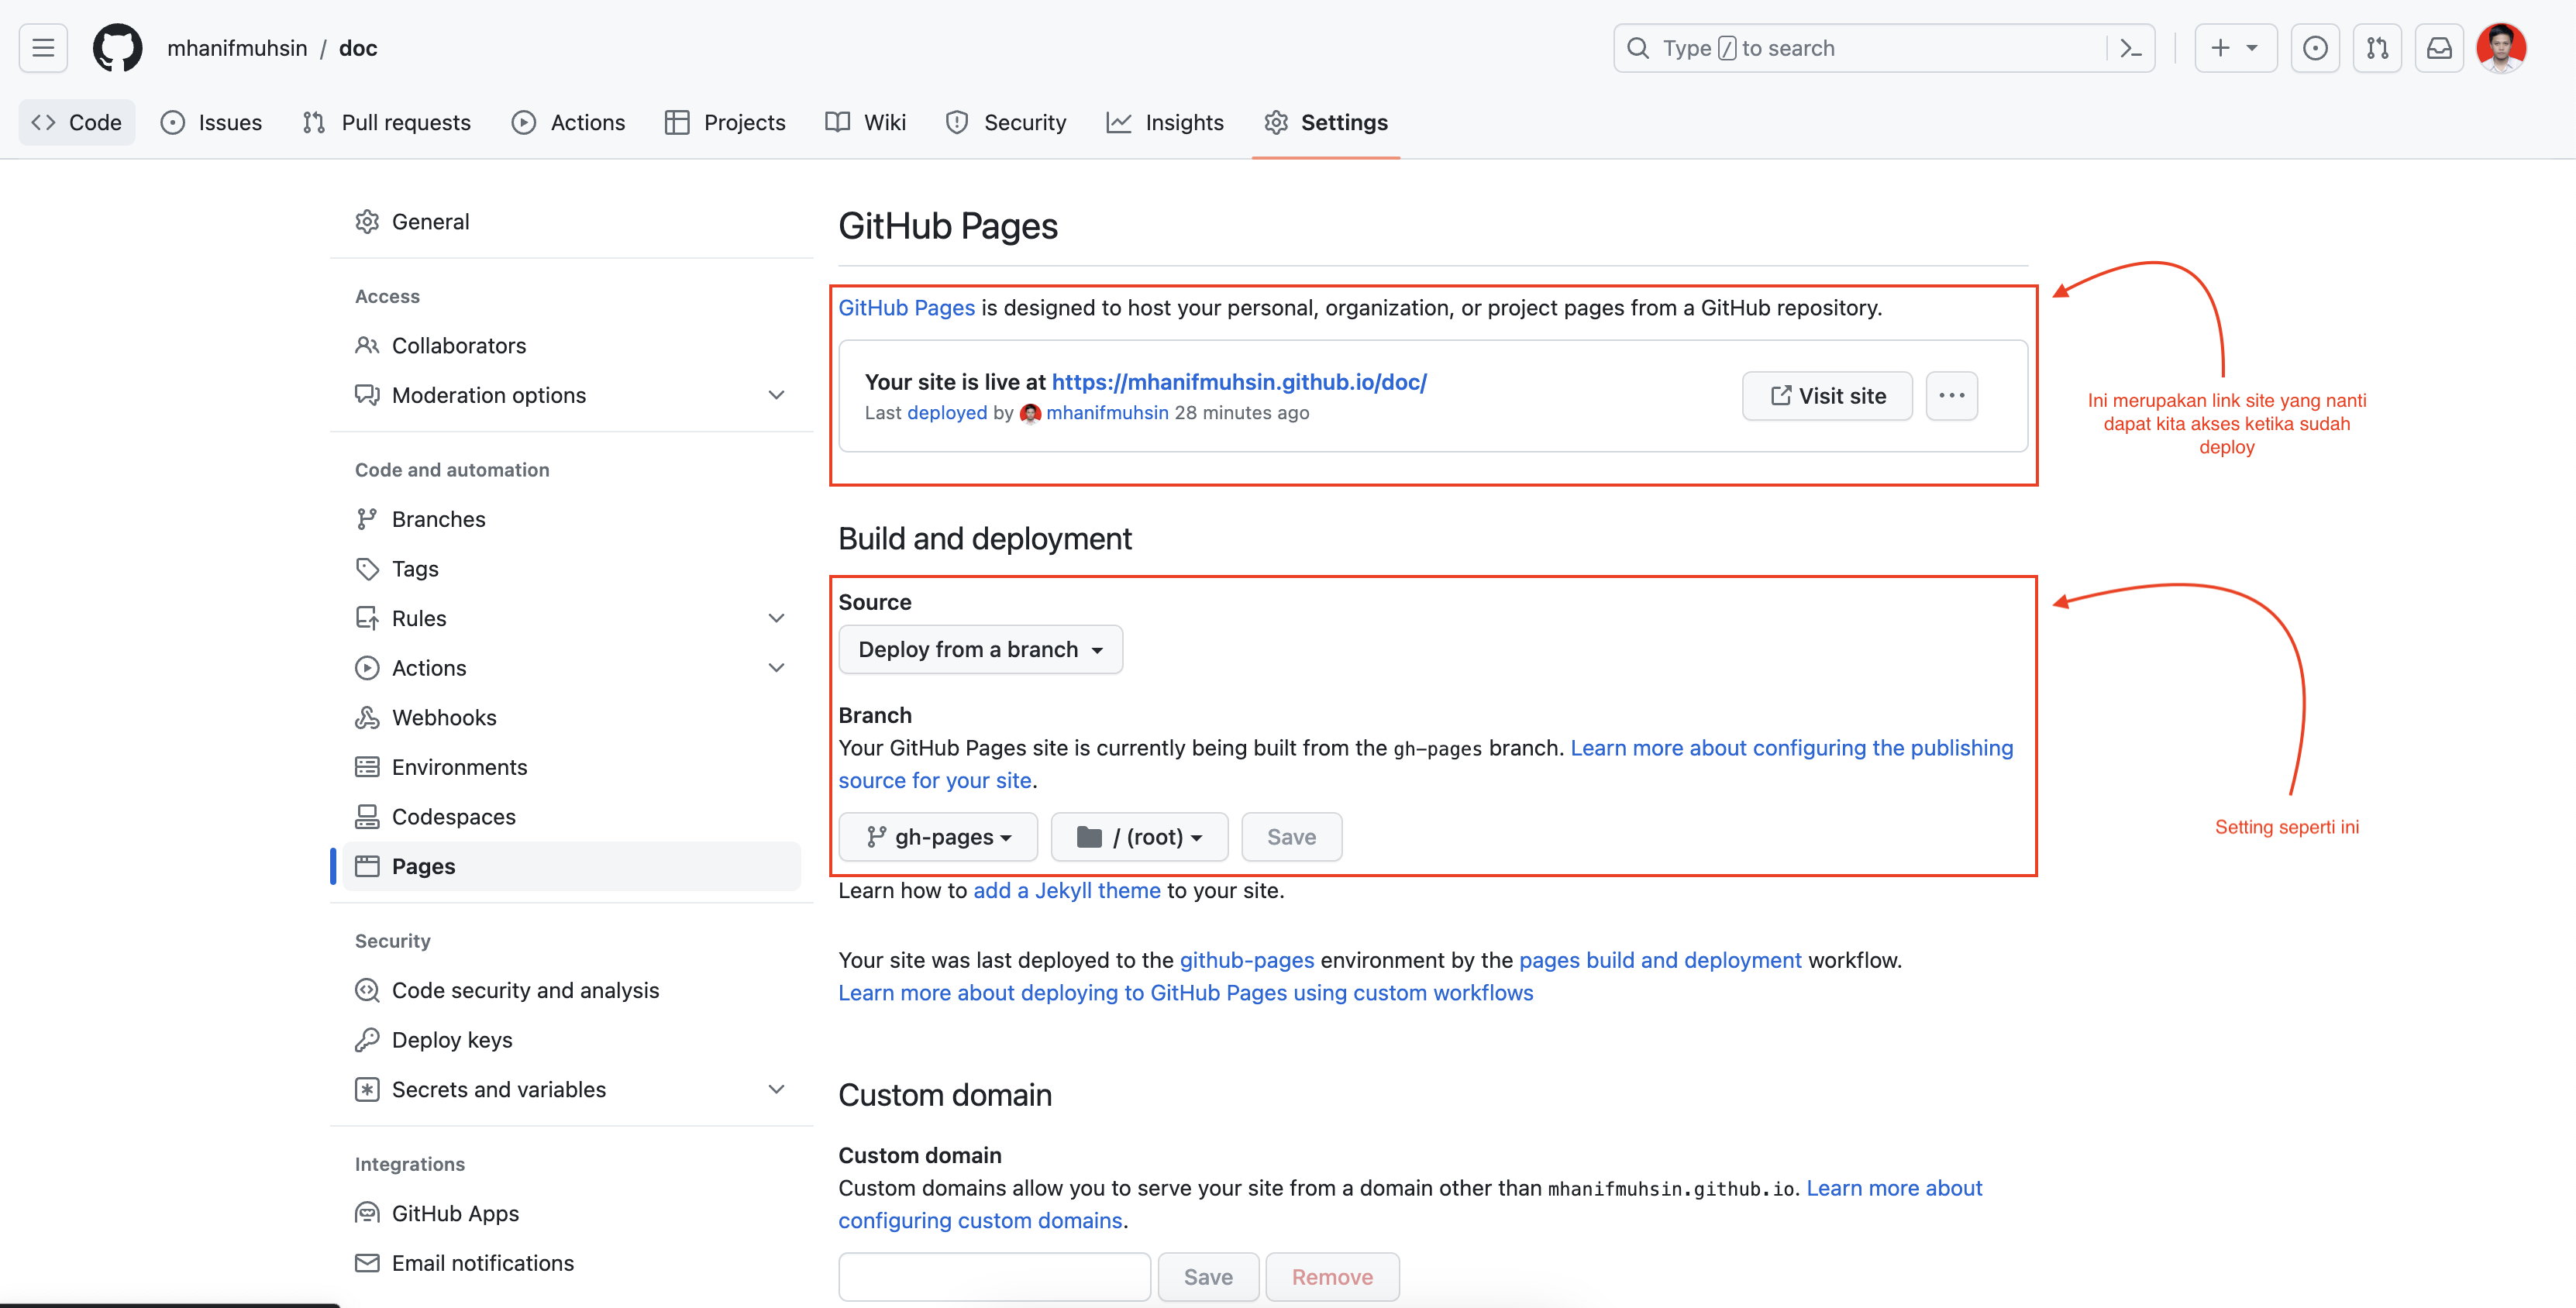 mhanifmuhsin / doc
Type / to search
Code
Issues
Pull requests
Actions
Projects
Wiki
Security
Insights
Settings
General
Access
Collaborators
Moderation options
Code and automation
Branches
Tags
Rules
Actions
Webhooks
Environments
Codespaces
Pages
Security
Code security and analysis
Deploy keys
Secrets and variables
Integrations
GitHub Apps
Email notifications
GitHub Pages
GitHub Pages is designed to host your personal, organization, or project pages from a GitHub repository.
Your site is live at https://mhanifmuhsin.github.io/doc/
Last deployed by mhanifmuhsin 28 minutes ago
Visit site
Build and deployment
Source
Deploy from a branch
Branch
Your GitHub Pages site is currently being built from the gh-pages branch. Learn more about configuring the publishing
source for your site.
gh-pages
/ (root)
Save
Learn how to add a Jekyll theme to your site.
Your site was last deployed to the github-pages environment by the pages build and deployment workflow.
Learn more about deploying to GitHub Pages using custom workflows
Custom domain
Custom domain
Custom domains allow you to serve your site from a domain other than mhanifmuhsin.github.io. Learn more about
configuring custom domains.
Save
Remove
Ini merupakan link site yang nanti
dapat kita akses ketika sudah
deploy
Setting seperti ini